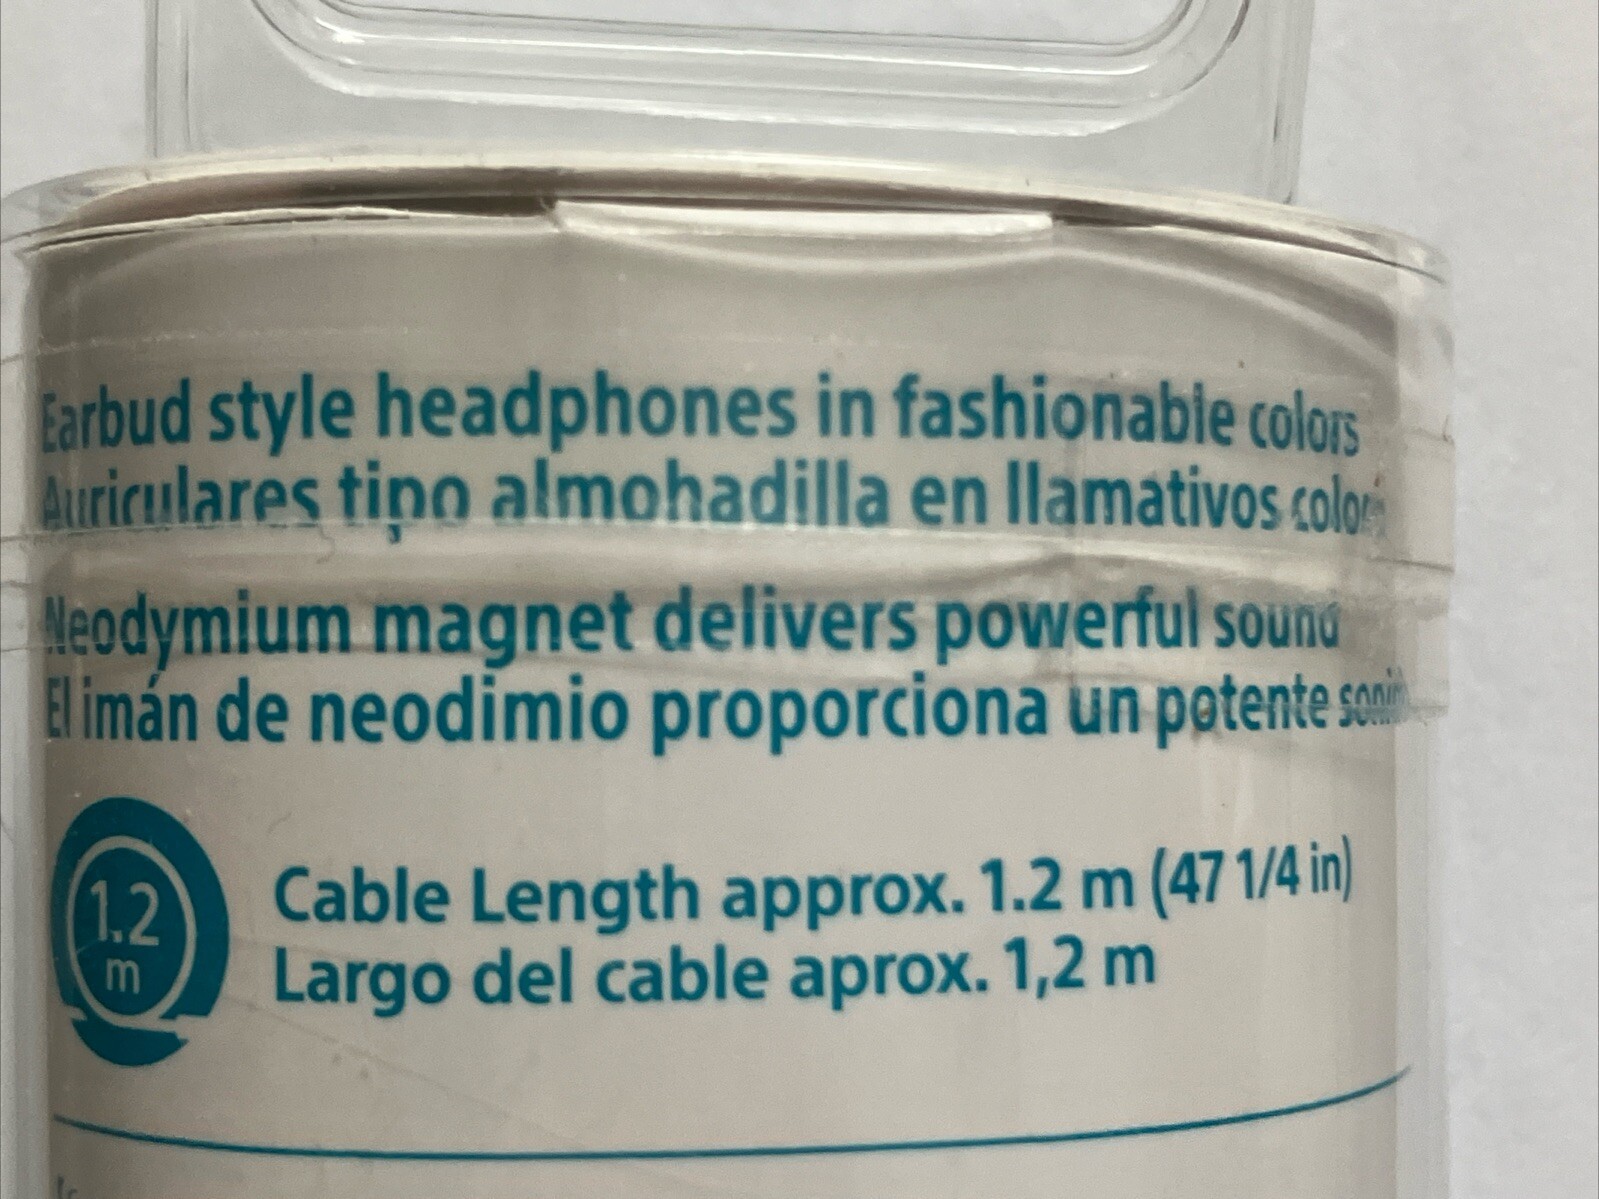 Earbud style headphones in fashionable colors
Auriculares tipo almohadilla en llamativos
Neodymium magnet delivers powerful sound
El imán de neodimio proporciona un potente
1.2
m
Cable Length approx. 1.2 m (47 1/4 in)
Largo del cable aprox. 1,2 m